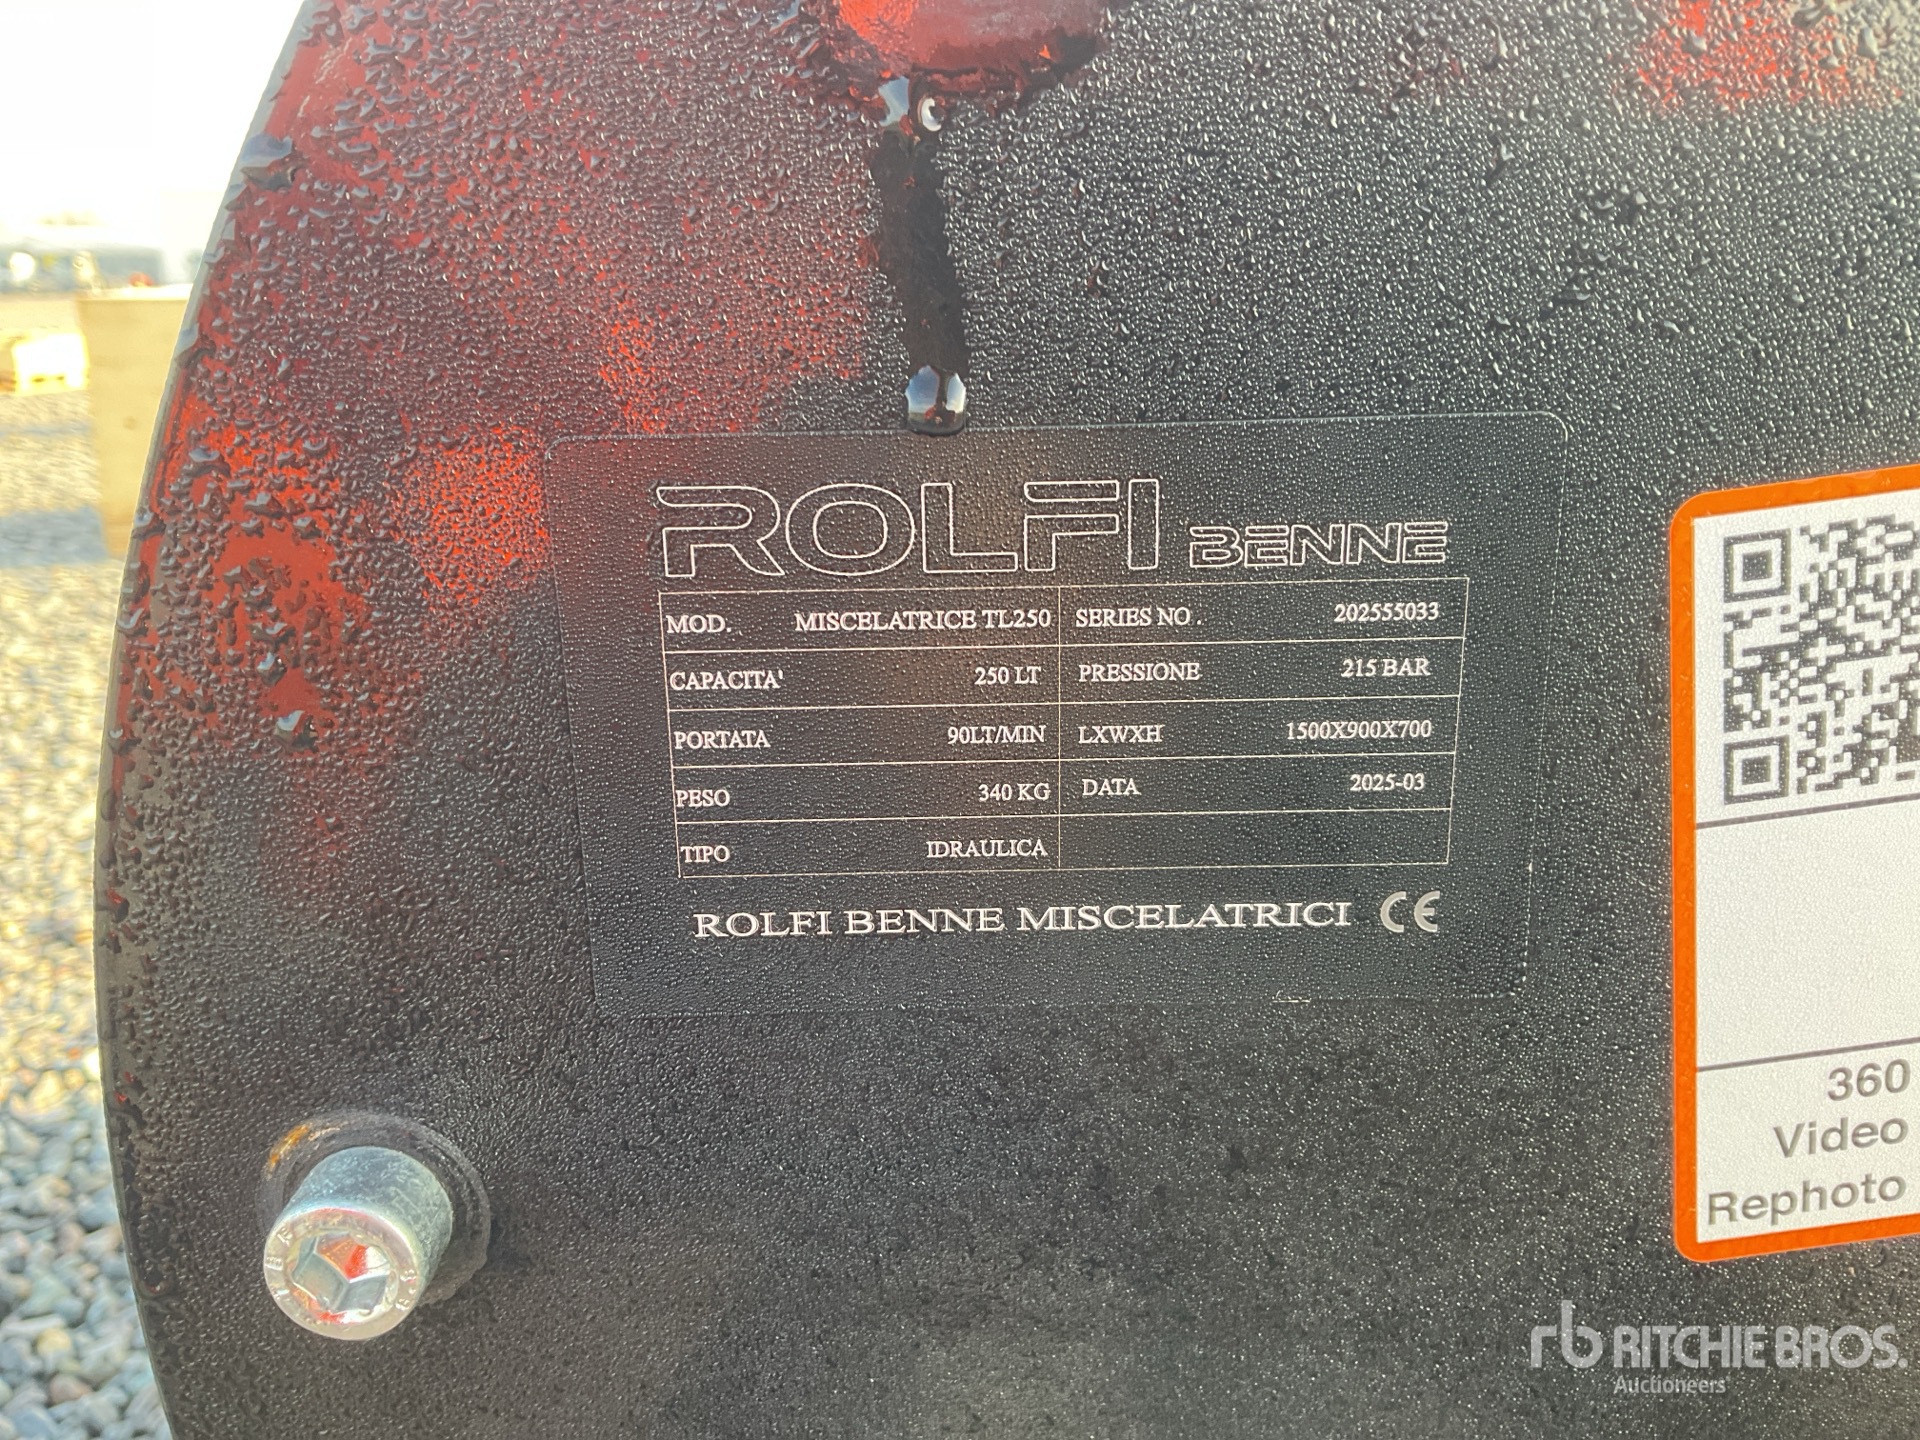 ROLFI BENNE
MOD. MISCELATRICE TL250 SERIES NO . 202555033
CAPACITA' 250 LT PRESSIONE 215 BAR
PORTATA 90LT/MIN LXWXH 1500X900X700
PESO 340 KG DATA 2025-03
TIPO IDRAULICA
ROLFI BENNE MISCELATRICI CE
360
Video
Rephoto
rb RITCHIE BROS.
Auctioneers